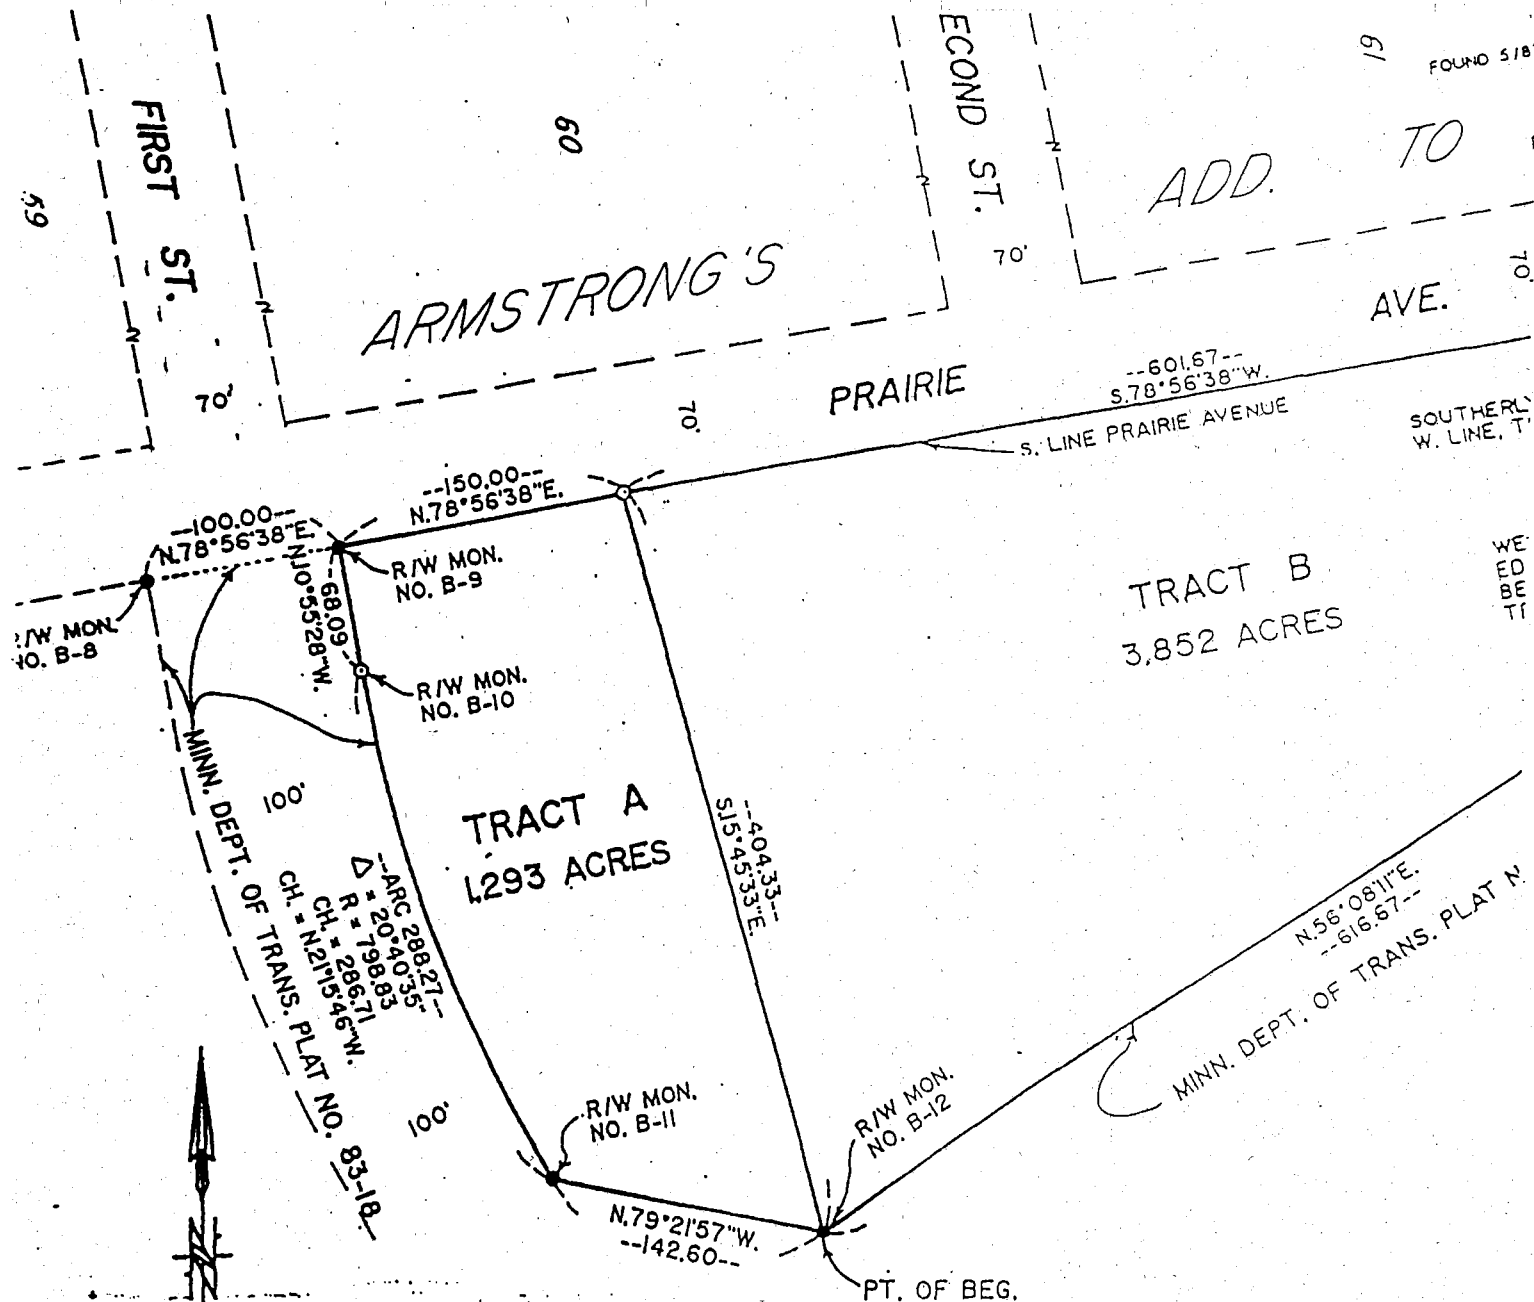 FIRST ST.
59
60
ECOND ST.
61
FOUND 5/8"
ADD. TO
ARMSTRONG'S
70'
70'
AVE.
70'
70'
PRAIRIE
--601.67--
S.78°56'38"W.
S. LINE PRAIRIE AVENUE
SOUTHERLY
W. LINE, T
--150.00--
N.78°56'38"E.
--100.00--
N.78°56'38"E.
R/W MON.
NO. B-9
--68.09--
N.10°55'28"W.
R/W MON.
NO. B-8
R/W MON.
NO. B-10
TRACT B
3.852 ACRES
WE
ED
BE
100'
TRACT A
1.293 ACRES
--404.33--
S.15°45'33"E.
--ARC 288.27--
Δ = 20°40'35"
R = 798.83
CH. = 286.71
CH. = N.21°15'46"W.
MINN. DEPT. OF TRANS. PLAT NO. 83-18
N.56°08'11"E.
--616.67--
MINN. DEPT. OF TRANS. PLAT N
100'
R/W MON.
NO. B-11
R/W MON.
NO. B-12
N.79°21'57"W.
--142.60--
PT. OF BEG.
N